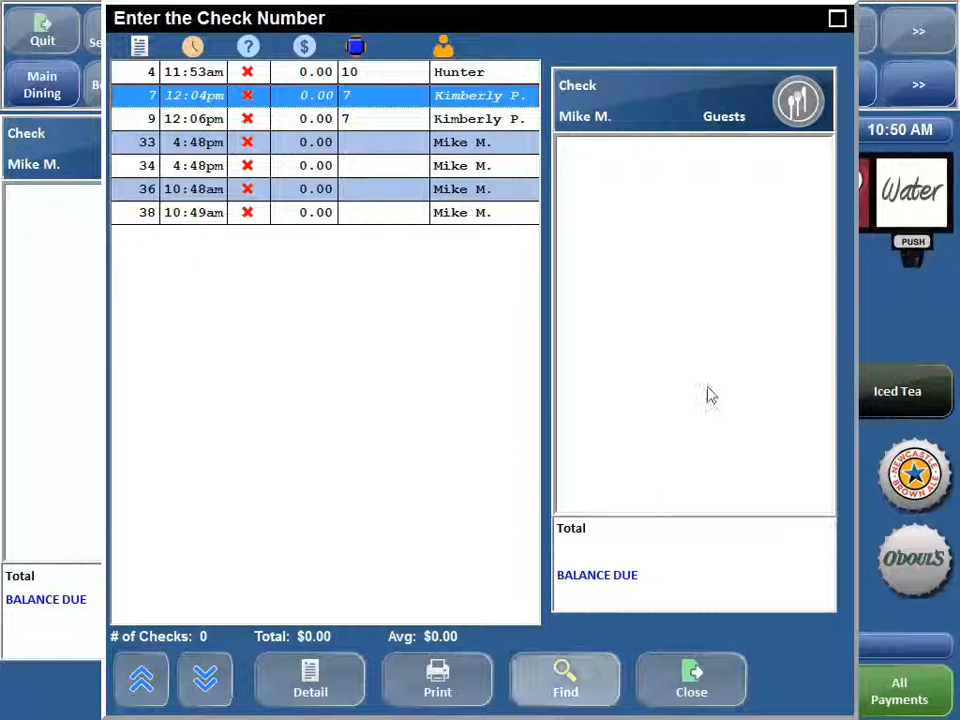 Enter the Check Number
Quit
Se
Main
Dining
B
Check
Mike M.
Total
BALANCE DUE
4 11:53am 0.00 10 Hunter
7 12:04pm 0.00 7 Kimberly P.
9 12:06pm 0.00 7 Kimberly P.
33 4:48pm 0.00 Mike M.
34 4:48pm 0.00 Mike M.
36 10:48am 0.00 Mike M.
38 10:49am 0.00 Mike M.
# of Checks: 0 Total: $0.00 Avg: $0.00
Detail
Print
Find
Close
Check
Mike M. Guests
Total
BALANCE DUE
>>
>>
10:50 AM
Water
PUSH
Iced Tea
NEWCASTLE
BROWN ALE
O'DOUL'S
All
Payments